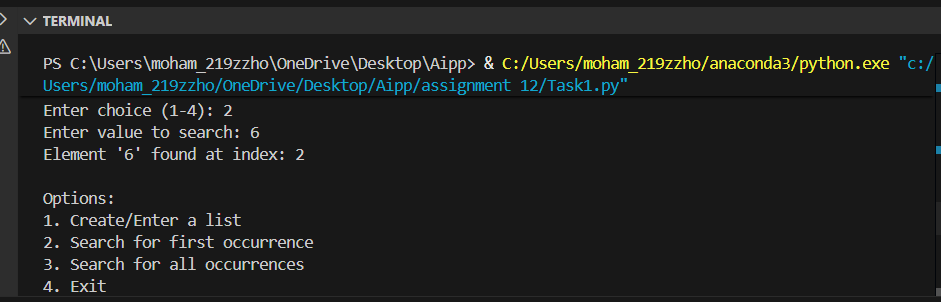 TERMINAL
PS C:\Users\moham_219zzho\OneDrive\Desktop\Aipp> & C:/Users/moham_219zzho/anaconda3/python.exe "c:/
Users/moham_219zzho/OneDrive/Desktop/Aipp/assignment 12/Task1.py"
Enter choice (1-4): 2
Enter value to search: 6
Element '6' found at index: 2
Options:
1. Create/Enter a list
2. Search for first occurrence
3. Search for all occurrences
4. Exit